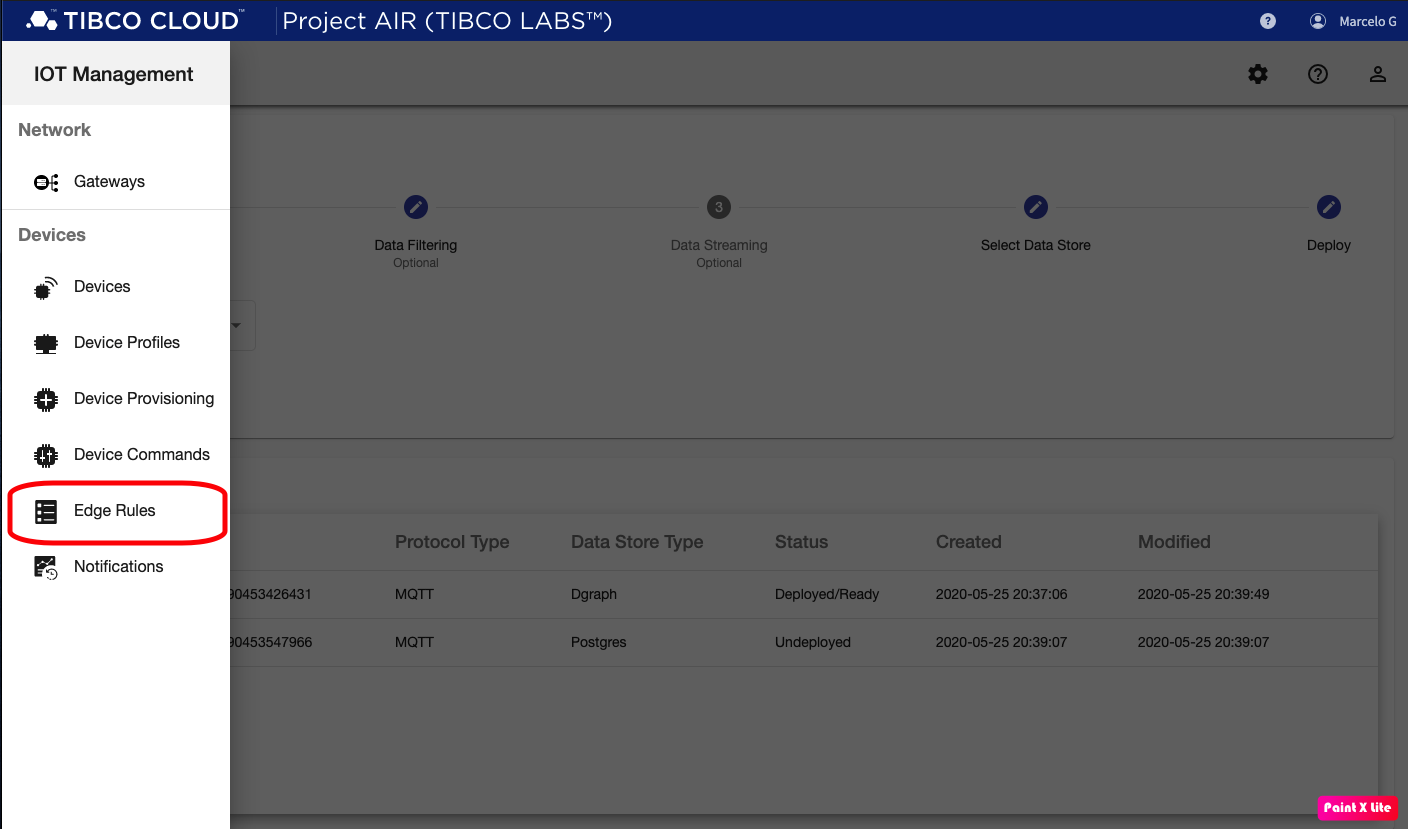 TIBCO CLOUD™ Project AIR (TIBCO LABS™)
? Marcelo G
IOT Management
Network
Gateways
Devices
Devices
Device Profiles
Device Provisioning
Device Commands
Edge Rules
Notifications
3
Data Filtering
Optional
Data Streaming
Optional
Select Data Store
Deploy
Protocol Type Data Store Type Status Created Modified
90453426431 MQTT Dgraph Deployed/Ready 2020-05-25 20:37:06 2020-05-25 20:39:49
90453547966 MQTT Postgres Undeployed 2020-05-25 20:39:07 2020-05-25 20:39:07
Paint X Lite